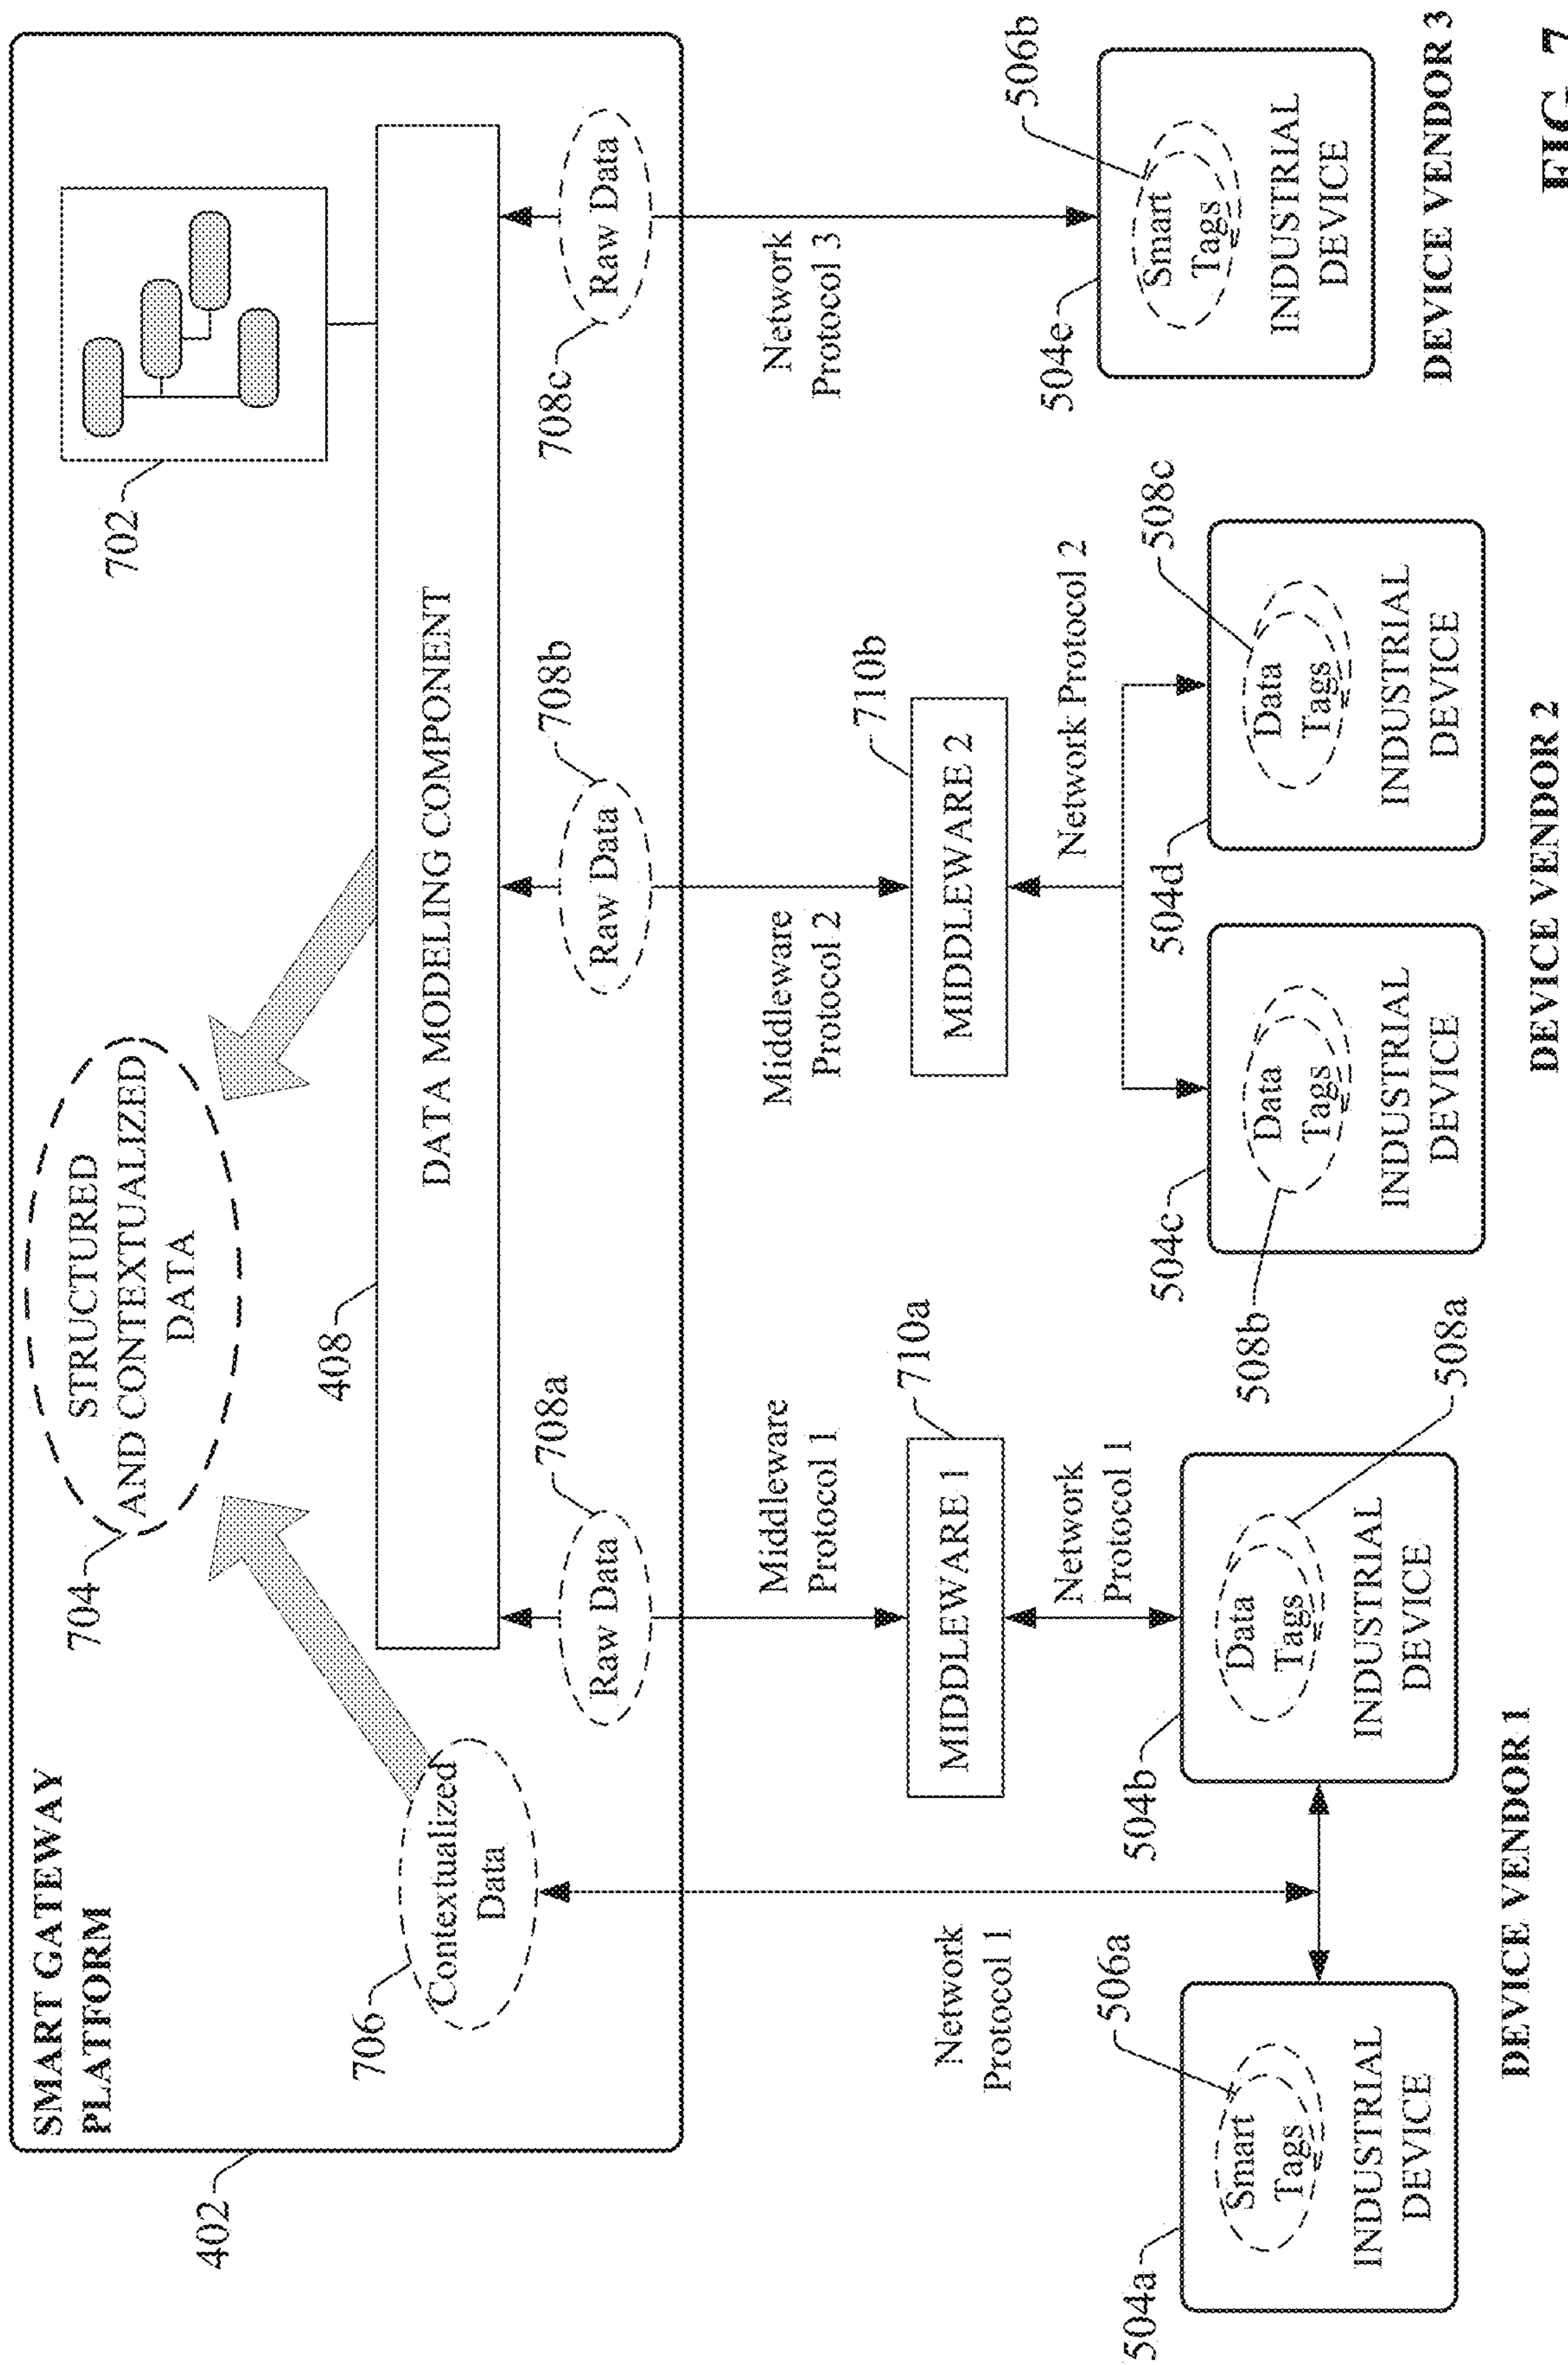 SMART GATEWAY
PLATFORM
402
704
STRUCTURED
AND CONTEXTUALIZED
DATA
702
706
Contextualized
Data
408
DATA MODELING COMPONENT
Raw Data
708a
Raw Data
708b
Raw Data
708c
Network
Protocol 1
Middleware
Protocol 1
Middleware
Protocol 2
Network
Protocol 3
MIDDLEWARE 1
710a
MIDDLEWARE 2
710b
Network
Protocol 1
Network Protocol 2
504a
506a
Smart
Tags
INDUSTRIAL
DEVICE
504b
508a
Data
Tags
INDUSTRIAL
DEVICE
DEVICE VENDOR 1
504c
508b
Data
Tags
INDUSTRIAL
DEVICE
504d
508c
Data
Tags
INDUSTRIAL
DEVICE
DEVICE VENDOR 2
504e
506b
Smart
Tags
INDUSTRIAL
DEVICE
DEVICE VENDOR 3
FIG. 7